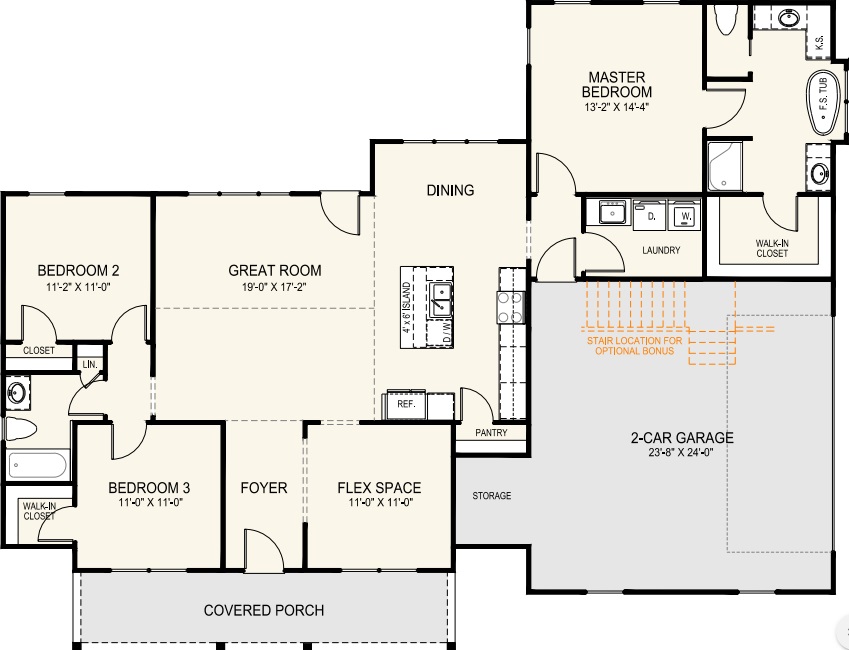 K.S.
MASTER
BEDROOM
13'-2" X 14'-4"
F.S. TUB
DINING
D.
W.
LAUNDRY
WALK-IN
CLOSET
BEDROOM 2
11'-2" X 11'-0"
GREAT ROOM
19'-0" X 17'-2"
4' x 6' ISLAND
D / W
STAIR LOCATION FOR
OPTIONAL BONUS
CLOSET
LIN.
REF.
PANTRY
2-CAR GARAGE
23'-8" X 24'-0"
BEDROOM 3
11'-0" X 11'-0"
FOYER
FLEX SPACE
11'-0" X 11'-0"
STORAGE
WALK-IN
CLOSET
COVERED PORCH